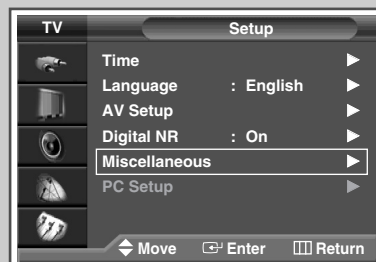 TV Setup
Time
Language : English
AV Setup
Digital NR : On
Miscellaneous
PC Setup
Move Enter Return